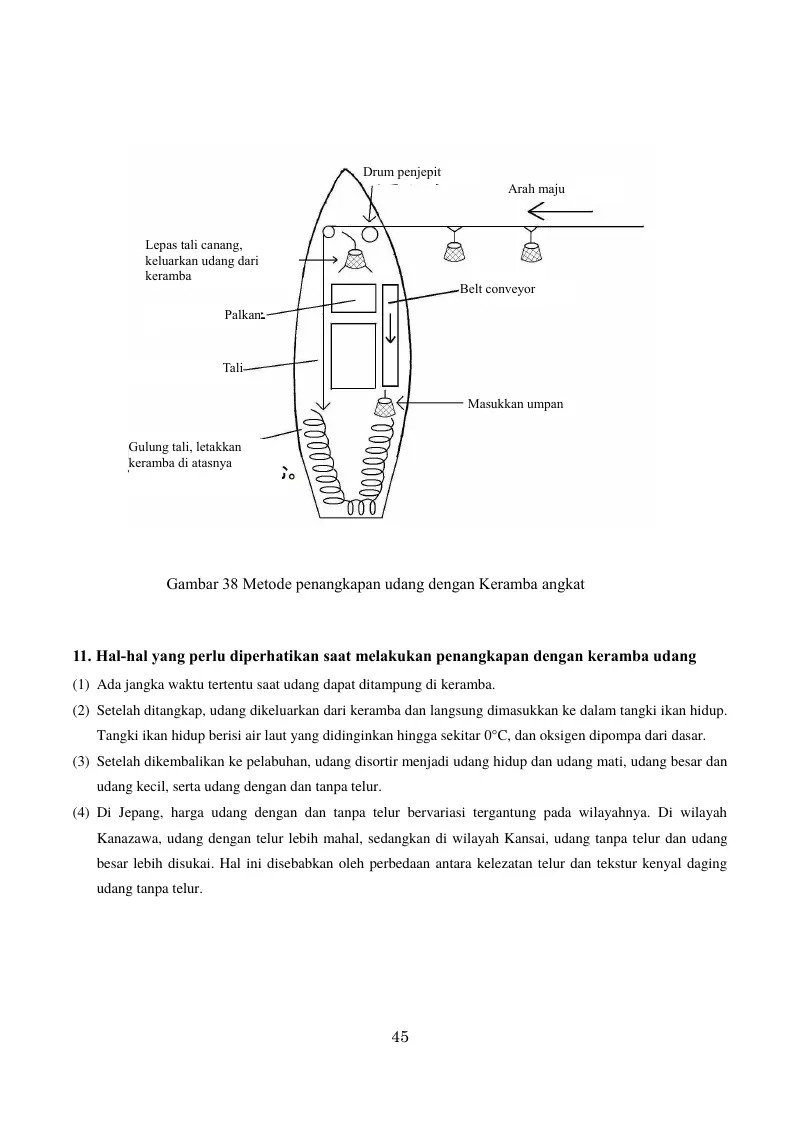 Drum penjepit
Arah maju
Lepas tali canang,
keluarkan udang dari
keramba
Belt conveyor
Palkan
Tali
Masukkan umpan
Gulung tali, letakkan
keramba di atasnya
Gambar 38 Metode penangkapan udang dengan Keramba angkat
11. Hal-hal yang perlu diperhatikan saat melakukan penangkapan dengan keramba udang
(1) Ada jangka waktu tertentu saat udang dapat ditampung di keramba.
(2) Setelah ditangkap, udang dikeluarkan dari keramba dan langsung dimasukkan ke dalam tangki ikan hidup.
Tangki ikan hidup berisi air laut yang didinginkan hingga sekitar 0°C, dan oksigen dipompa dari dasar.
(3) Setelah dikembalikan ke pelabuhan, udang disortir menjadi udang hidup dan udang mati, udang besar dan
udang kecil, serta udang dengan dan tanpa telur.
(4) Di Jepang, harga udang dengan dan tanpa telur bervariasi tergantung pada wilayahnya. Di wilayah
Kanazawa, udang dengan telur lebih mahal, sedangkan di wilayah Kansai, udang tanpa telur dan udang
besar lebih disukai. Hal ini disebabkan oleh perbedaan antara kelezatan telur dan tekstur kenyal daging
udang tanpa telur.
45